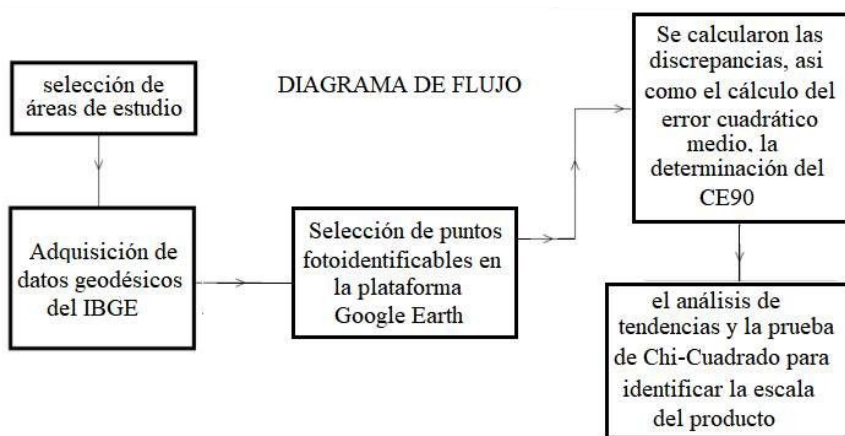 selección de
áreas de estudio
DIAGRAMA DE FLUJO
Adquisición de
datos geodésicos
del IBGE
Selección de puntos
fotoidentificables en
la plataforma
Google Earth
Se calcularon las
discrepancias, asi
como el cálculo del
error cuadrático
medio, la
determinación del
CE90
el análisis de
tendencias y la prueba
de Chi-Cuadrado para
identificar la escala
del producto